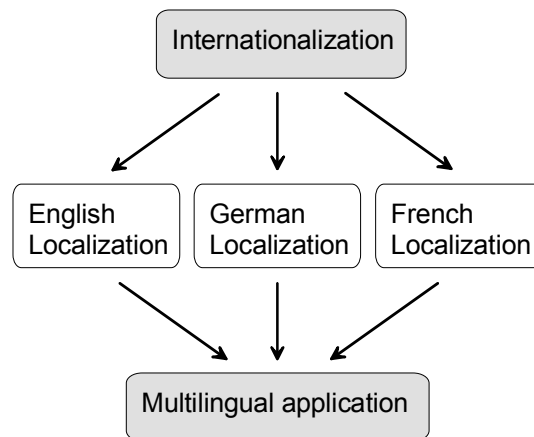 Internationalization
English
Localization
German
Localization
French
Localization
Multilingual application